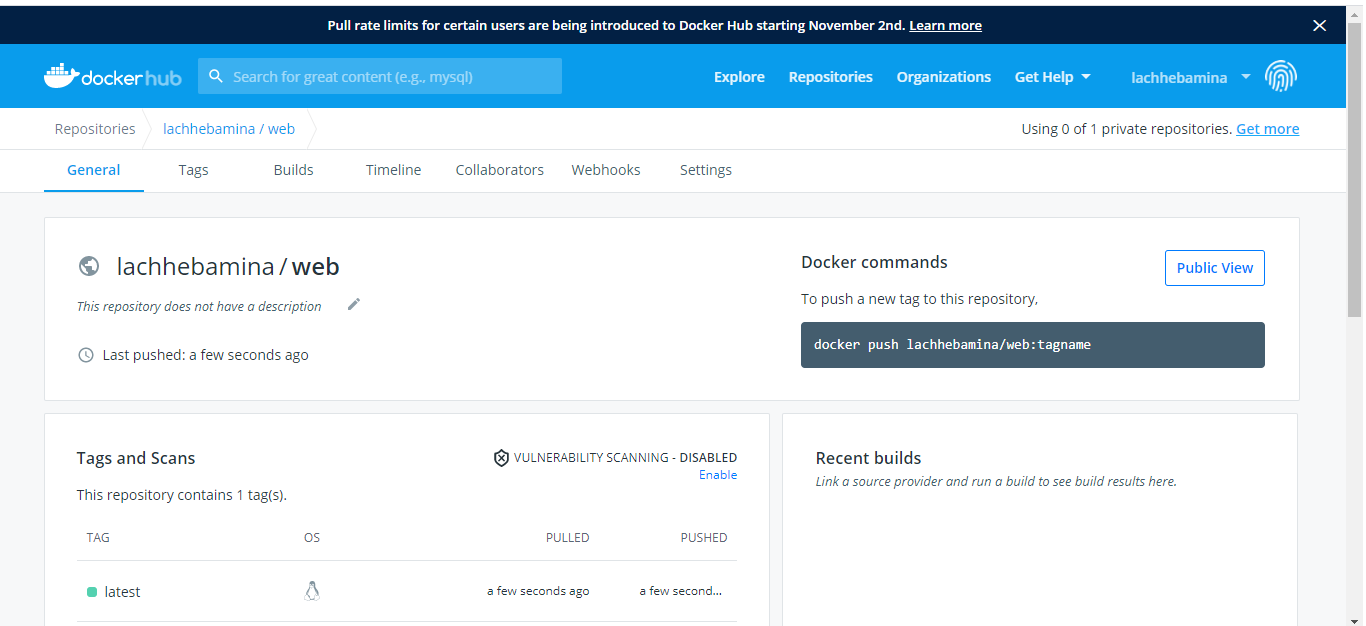 Pull rate limits for certain users are being introduced to Docker Hub starting November 2nd. Learn more
dockerhub
Search for great content (e.g., mysql)
Explore
Repositories
Organizations
Get Help
lachhebamina
Repositories
lachhebamina / web
Using 0 of 1 private repositories. Get more
General
Tags
Builds
Timeline
Collaborators
Webhooks
Settings
lachhebamina / web
This repository does not have a description
Last pushed: a few seconds ago
Docker commands
Public View
To push a new tag to this repository,
docker push lachhebamina/web:tagname
Tags and Scans
VULNERABILITY SCANNING - DISABLED
Enable
This repository contains 1 tag(s).
TAG
OS
PULLED
PUSHED
latest
a few seconds ago
a few second...
Recent builds
Link a source provider and run a build to see build results here.